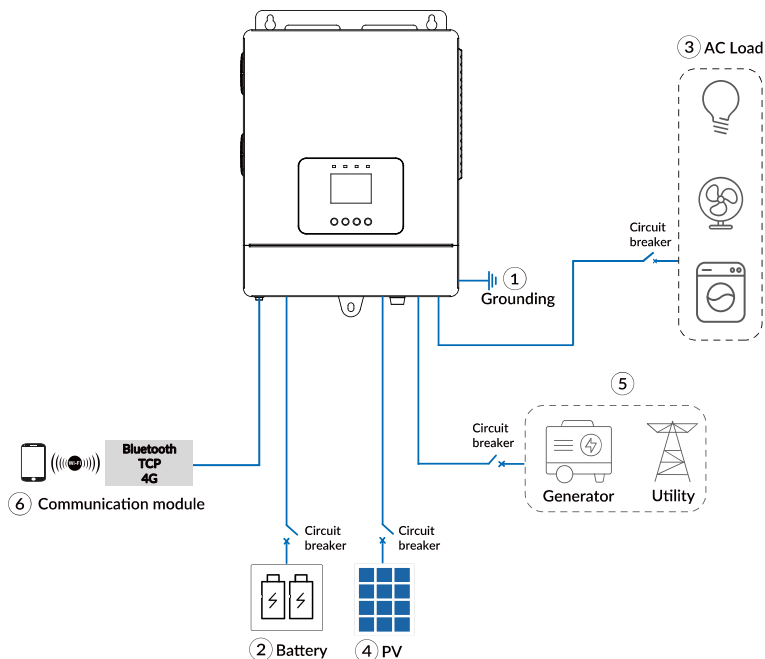 ③ AC Load
Circuit
breaker
① Grounding
⑤
Circuit
breaker
Generator
Utility
Bluetooth
TCP
4G
Wi-Fi
⑥ Communication module
Circuit
breaker
Circuit
breaker
② Battery
④ PV